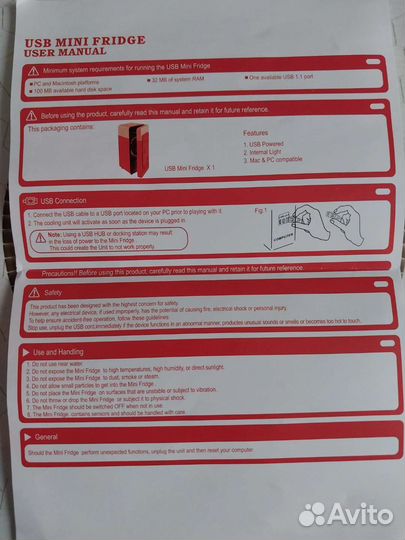 USB MINI FRIDGE
USER MANUAL
Minimum system requirements for running the USB Mini Fridge
■ PC and Macintosh platforms ■ 32 MB of system RAM ■ One available USB 1.1 port
■ 100 MB available hard disk space
Before using the product, carefully read this manual and retain it for future reference.
This packaging contains:
USB Mini Fridge X 1
Features
1. USB Powered
2. Internal Light
3. Mac & PC compatible
USB Connection
1. Connect the USB cable to a USB port located on your PC prior to playing with it.
2. The cooling unit will activate as soon as the device is plugged in.
Note: Using a USB HUB or docking station may result
in the loss of power to the Mini Fridge.
This could create the Unit to not work properly.
Fig.1
COMPUTER
Precautions!! Before using this product, carefully read this manual and retain it for future reference.
Safety
This product has been designed with the highest concern for safety.
However, any electrical device, if used improperly, has the potential of causing fire, electrical shock or personal injury.
To help ensure accident-free operation, follow these guidelines:
Stop use, unplug the USB cord, immediately if the device functions in an abnormal manner, produces unusual sounds or smells or becomes too hot to touch.
Use and Handling
1. Do not use near water.
2. Do not expose the Mini Fridge to high temperatures, high humidity, or direct sunlight.
3. Do not expose the Mini Fridge to dust, smoke or steam.
4. Do not allow small particles to get into the Mini Fridge.
5. Do not place the Mini Fridge on surfaces that are unstable or subject to vibration.
6. Do not throw or drop the Mini Fridge or subject it to physical shock.
7. The Mini Fridge should be switched OFF when not in use.
8. The Mini Fridge contains sensors and should be handled with care.
General
Should the Mini Fridge perform unexpected functions, unplug the unit and then reset your computer.
Avito